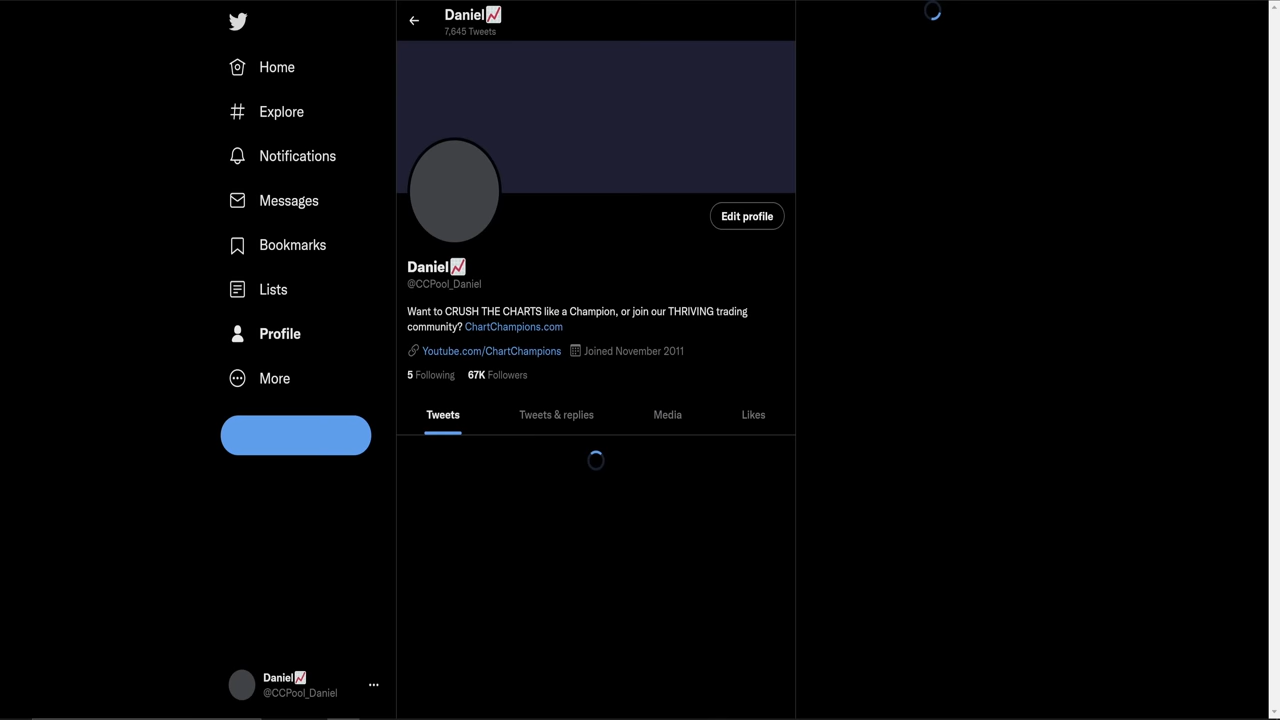 Daniel📈
7,645 Tweets
Home
Explore
Notifications
Messages
Bookmarks
Lists
Profile
More
Edit profile
Daniel📈
@CCPool_Daniel
Want to CRUSH THE CHARTS like a Champion, or join our THRIVING trading
community? ChartChampions.com
Youtube.com/ChartChampions Joined November 2011
5 Following 67K Followers
Tweets Tweets & replies Media Likes
Daniel📈
@CCPool_Daniel